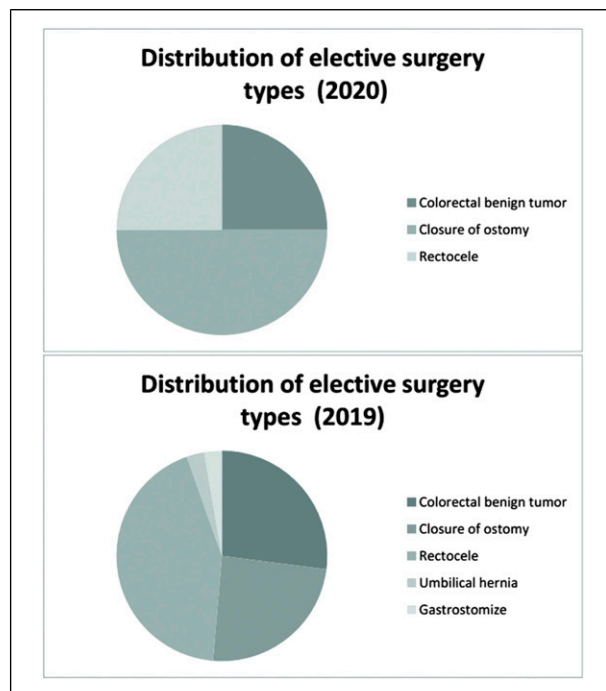 Distribution of elective surgery
types (2020)
Colorectal benign tumor
Closure of ostomy
Rectocele
Distribution of elective surgery
types (2019)
Colorectal benign tumor
Closure of ostomy
Rectocele
Umbilical hernia
Gastrostomize